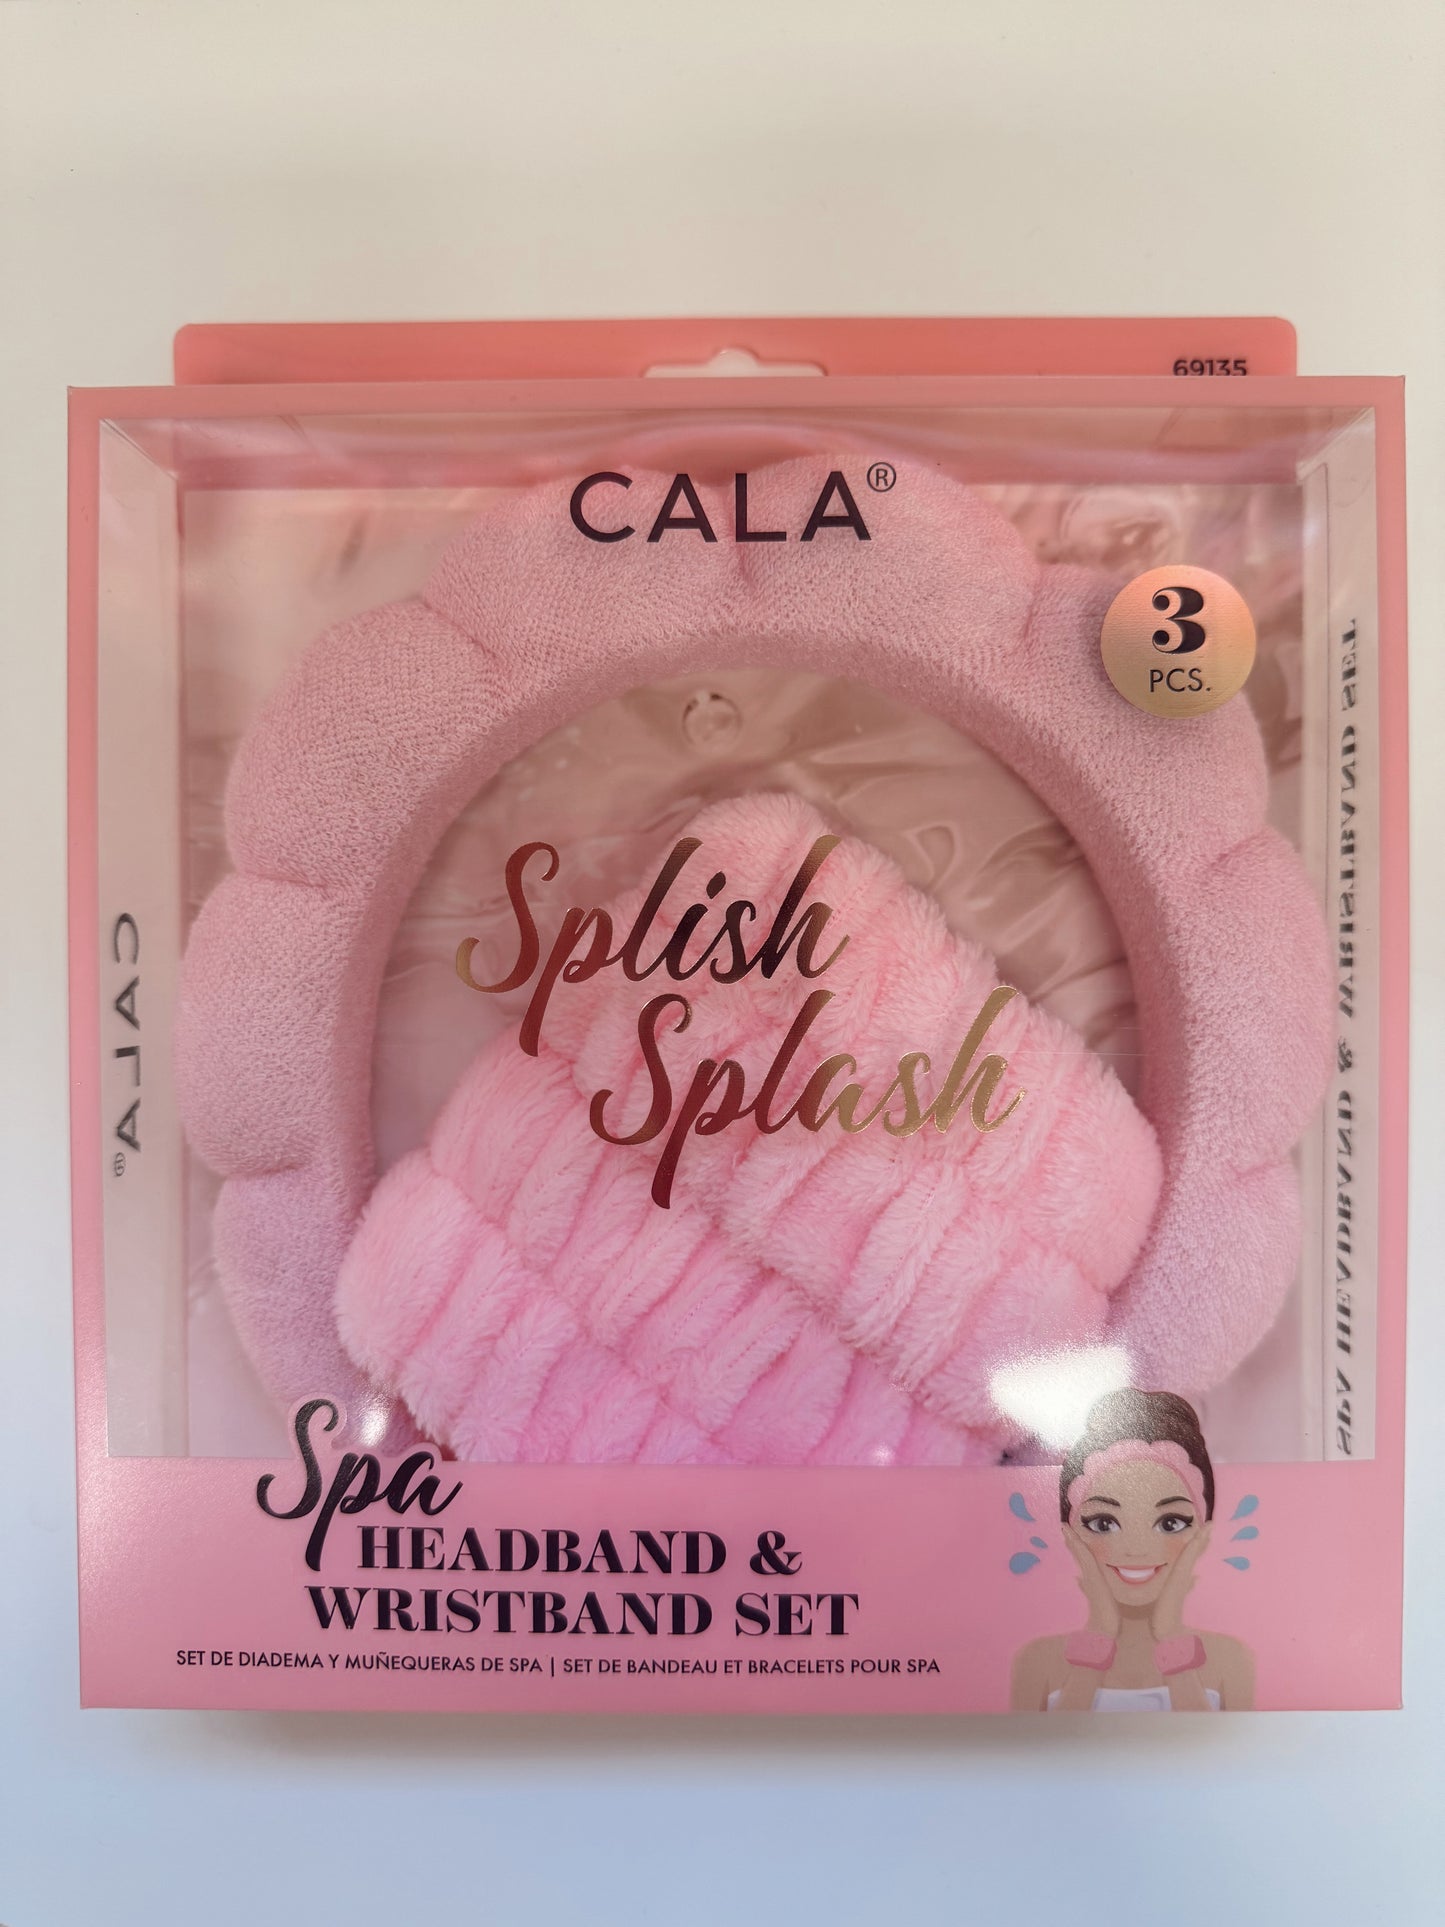 69135
CALA®
3
PCS.
Splish
Splash
CALA®
SPA HEADBAND & WRISTBAND SET
Spa
HEADBAND &
WRISTBAND SET
SET DE DIADEMA Y MUÑEQUERAS DE SPA | SET DE BANDEAU ET BRACELETS POUR SPA